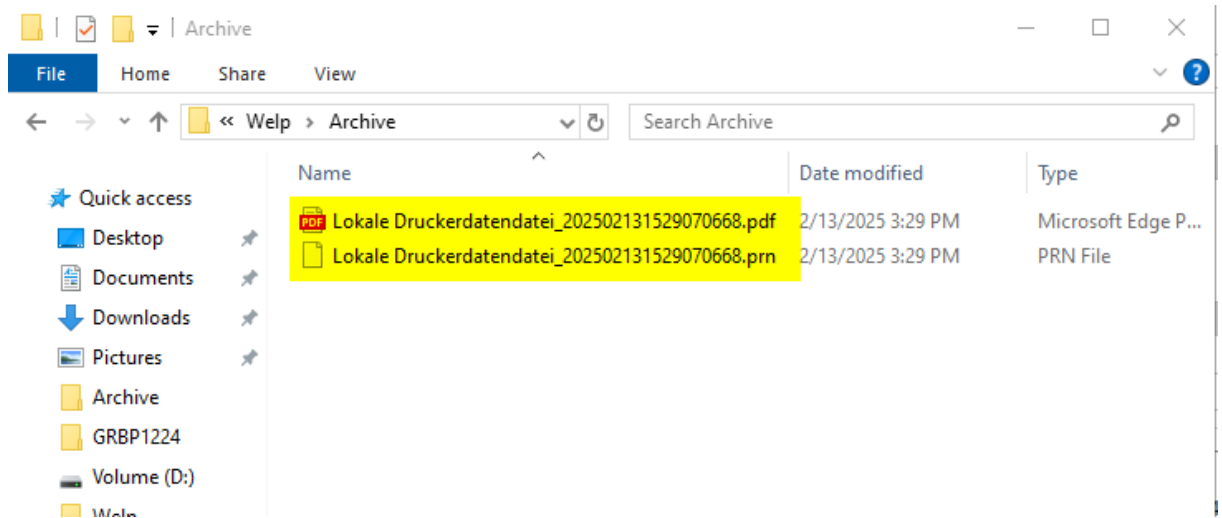 Archive
File Home Share View
« Welp > Archive Search Archive
Name Date modified Type
Quick access
Lokale Druckerdatendatei_202502131529070668.pdf 2/13/2025 3:29 PM Microsoft Edge P...
Desktop
Lokale Druckerdatendatei_202502131529070668.prn 2/13/2025 3:29 PM PRN File
Documents
Downloads
Pictures
Archive
GRBP1224
Volume (D:)
Welp